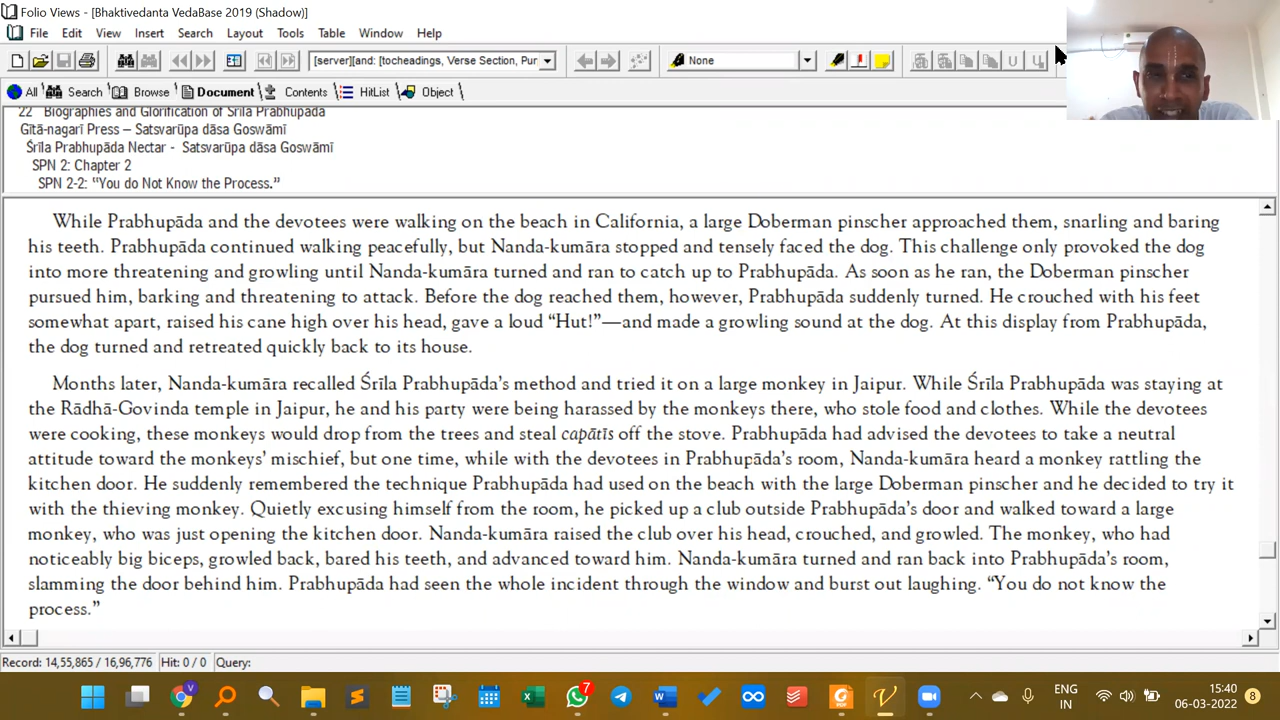 Folio Views - [Bhaktivedanta VedaBase 2019 (Shadow)]
File Edit View Insert Search Layout Tools Table Window Help
[server][and: [tocheadings, Verse Section, Pur
None
All Search Browse Document Contents HitList Object
22 Biographies and Glorification of Śrīla Prabhupāda
Gītā-nagarī Press – Satsvarūpa dāsa Goswāmī
Śrīla Prabhupāda Nectar - Satsvarūpa dāsa Goswāmī
SPN 2: Chapter 2
SPN 2-2: "You do Not Know the Process."
While Prabhupāda and the devotees were walking on the beach in California, a large Doberman pinscher approached them, snarling and baring
his teeth. Prabhupāda continued walking peacefully, but Nanda-kumāra stopped and tensely faced the dog. This challenge only provoked the dog
into more threatening and growling until Nanda-kumāra turned and ran to catch up to Prabhupāda. As soon as he ran, the Doberman pinscher
pursued him, barking and threatening to attack. Before the dog reached them, however, Prabhupāda suddenly turned. He crouched with his feet
somewhat apart, raised his cane high over his head, gave a loud “Hut!”—and made a growling sound at the dog. At this display from Prabhupāda,
the dog turned and retreated quickly back to its house.
Months later, Nanda-kumāra recalled Śrīla Prabhupāda’s method and tried it on a large monkey in Jaipur. While Śrīla Prabhupāda was staying at
the Rādhā-Govinda temple in Jaipur, he and his party were being harassed by the monkeys there, who stole food and clothes. While the devotees
were cooking, these monkeys would drop from the trees and steal capātīs off the stove. Prabhupāda had advised the devotees to take a neutral
attitude toward the monkeys’ mischief, but one time, while with the devotees in Prabhupāda’s room, Nanda-kumāra heard a monkey rattling the
kitchen door. He suddenly remembered the technique Prabhupāda had used on the beach with the large Doberman pinscher and he decided to try it
with the thieving monkey. Quietly excusing himself from the room, he picked up a club outside Prabhupāda’s door and walked toward a large
monkey, who was just opening the kitchen door. Nanda-kumāra raised the club over his head, crouched, and growled. The monkey, who had
noticeably big biceps, growled back, bared his teeth, and advanced toward him. Nanda-kumāra turned and ran back into Prabhupāda’s room,
slamming the door behind him. Prabhupāda had seen the whole incident through the window and burst out laughing. “You do not know the
process.”
Record: 14,55,865 / 16,96,776 Hit: 0 / 0 Query:
7
ENG
IN
15:40
06-03-2022
8